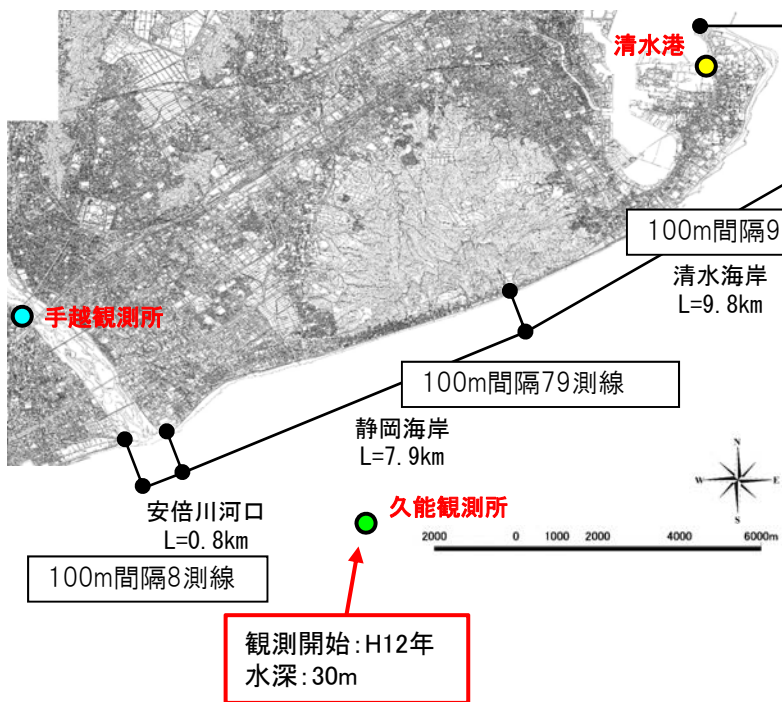 清水港
100m間隔9
清水海岸
L=9.8km
手越観測所
100m間隔79測線
静岡海岸
L=7.9km
N
W
E
S
久能観測所
安倍川河口
L=0.8km
2000 0 1000 2000 4000 6000m
100m間隔8測線
観測開始:H12年
水深:30m